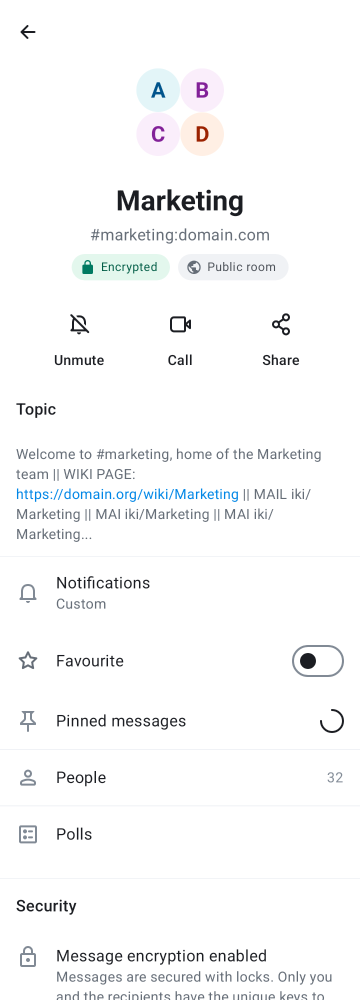 A B
C D
Marketing
#marketing:domain.com
Encrypted Public room
Unmute Call Share
Topic
Welcome to #marketing, home of the Marketing
team || WIKI PAGE:
https://domain.org/wiki/Marketing || MAIL iki/
Marketing || MAI iki/Marketing || MAI iki/
Marketing...
Notifications
Custom
Favourite
Pinned messages
People 32
Polls
Security
Message encryption enabled
Messages are secured with locks. Only you
and the recipients have the unique keys to